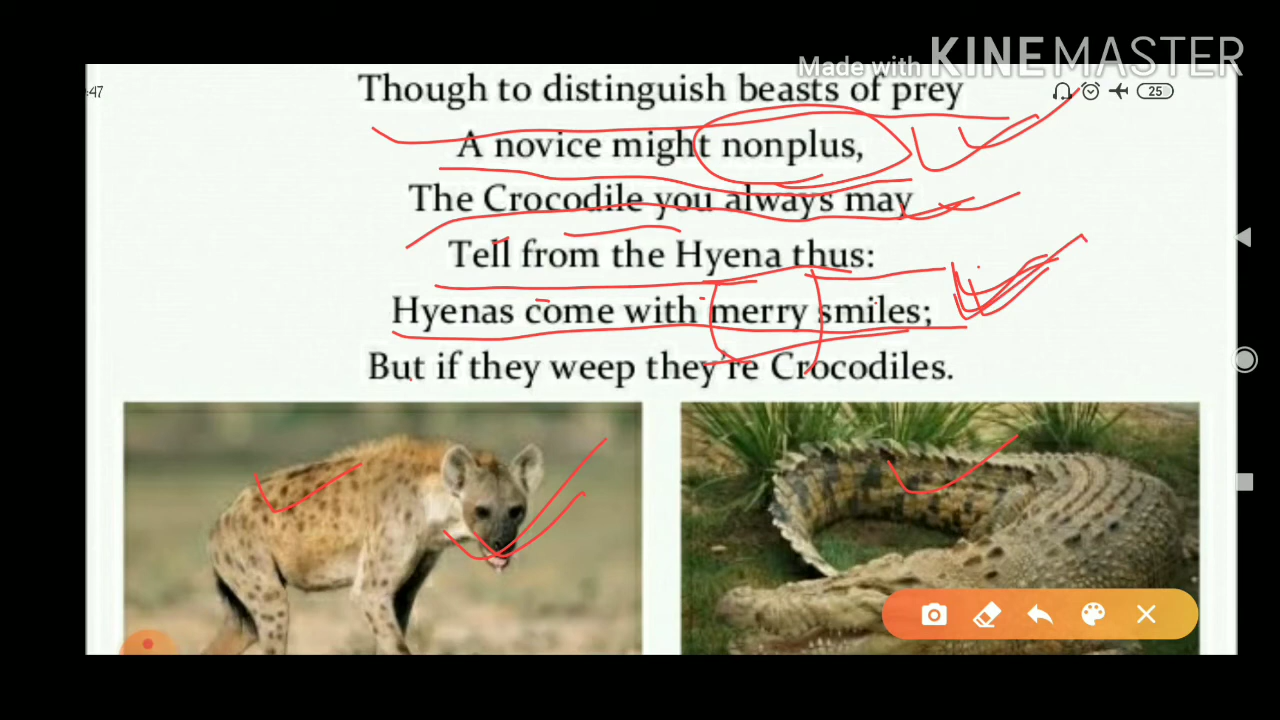 Made with KINEMASTER
:47
25
Though to distinguish beasts of prey
A novice might nonplus,
The Crocodile you always may
Tell from the Hyena thus:
Hyenas come with merry smiles;
But if they weep they're Crocodiles.